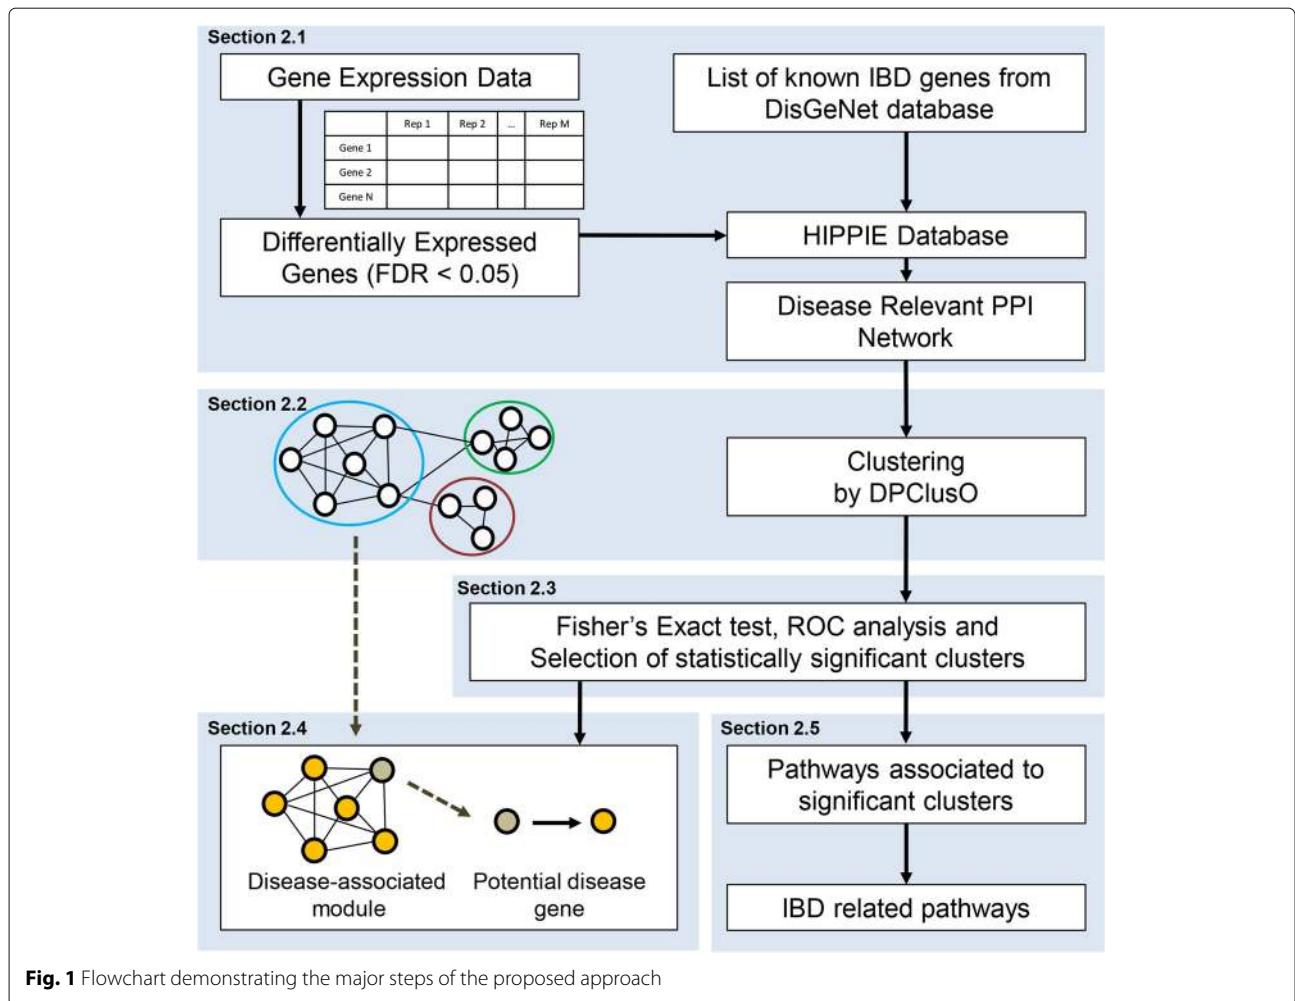 Section 2.1
Gene Expression Data
List of known IBD genes from
DisGeNet database
Rep 1 Rep 2 ... Rep M
Gene 1
Gene 2
Gene N
Differentially Expressed
Genes (FDR < 0.05)
HIPPIE Database
Disease Relevant PPI
Network
Section 2.2
Clustering
by DPClusO
Section 2.3
Fisher's Exact test, ROC analysis and
Selection of statistically significant clusters
Section 2.4
Disease-associated
module
Potential disease
gene
Section 2.5
Pathways associated to
significant clusters
IBD related pathways
Fig. 1 Flowchart demonstrating the major steps of the proposed approach